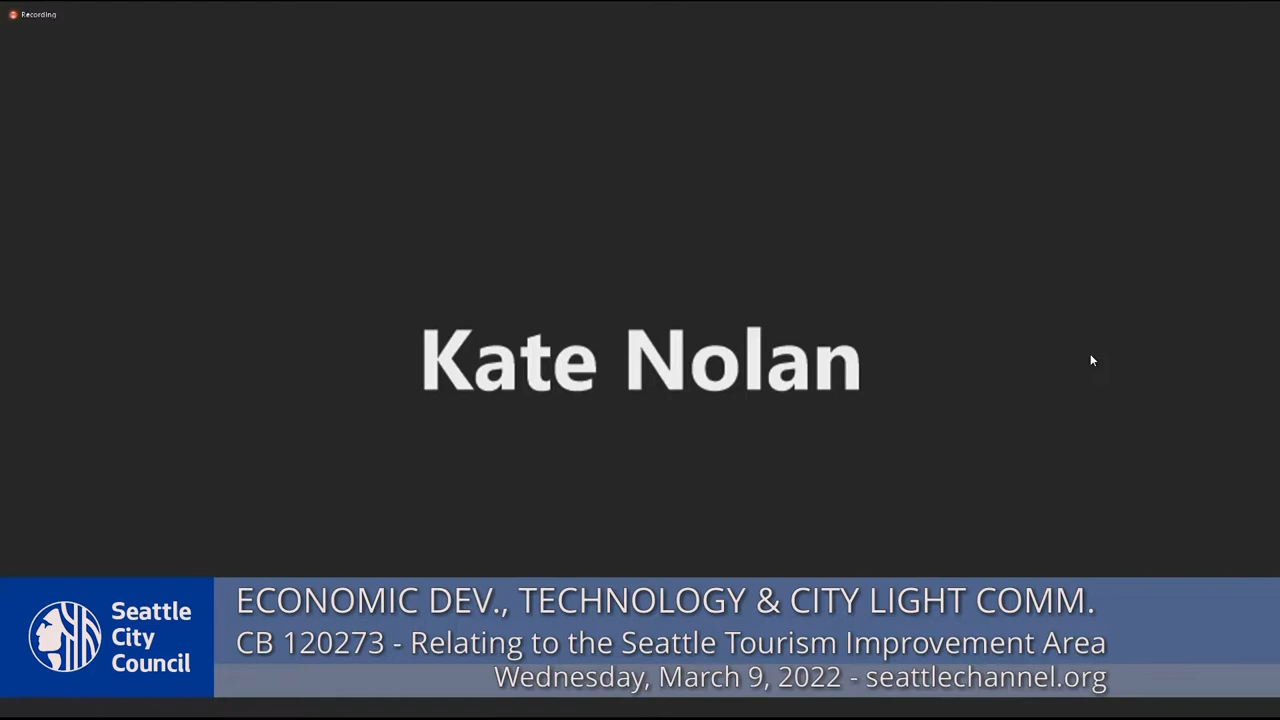 Recording
Kate Nolan
Seattle
City
Council
ECONOMIC DEV., TECHNOLOGY & CITY LIGHT COMM.
CB 120273 - Relating to the Seattle Tourism Improvement Area
Wednesday, March 9, 2022 - seattlechannel.org